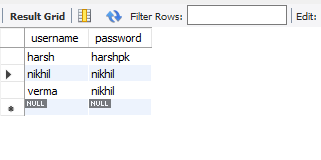 Result Grid Filter Rows: Edit:
username password
harsh harshpk
nikhil nikhil
verma nikhil
NULL NULL